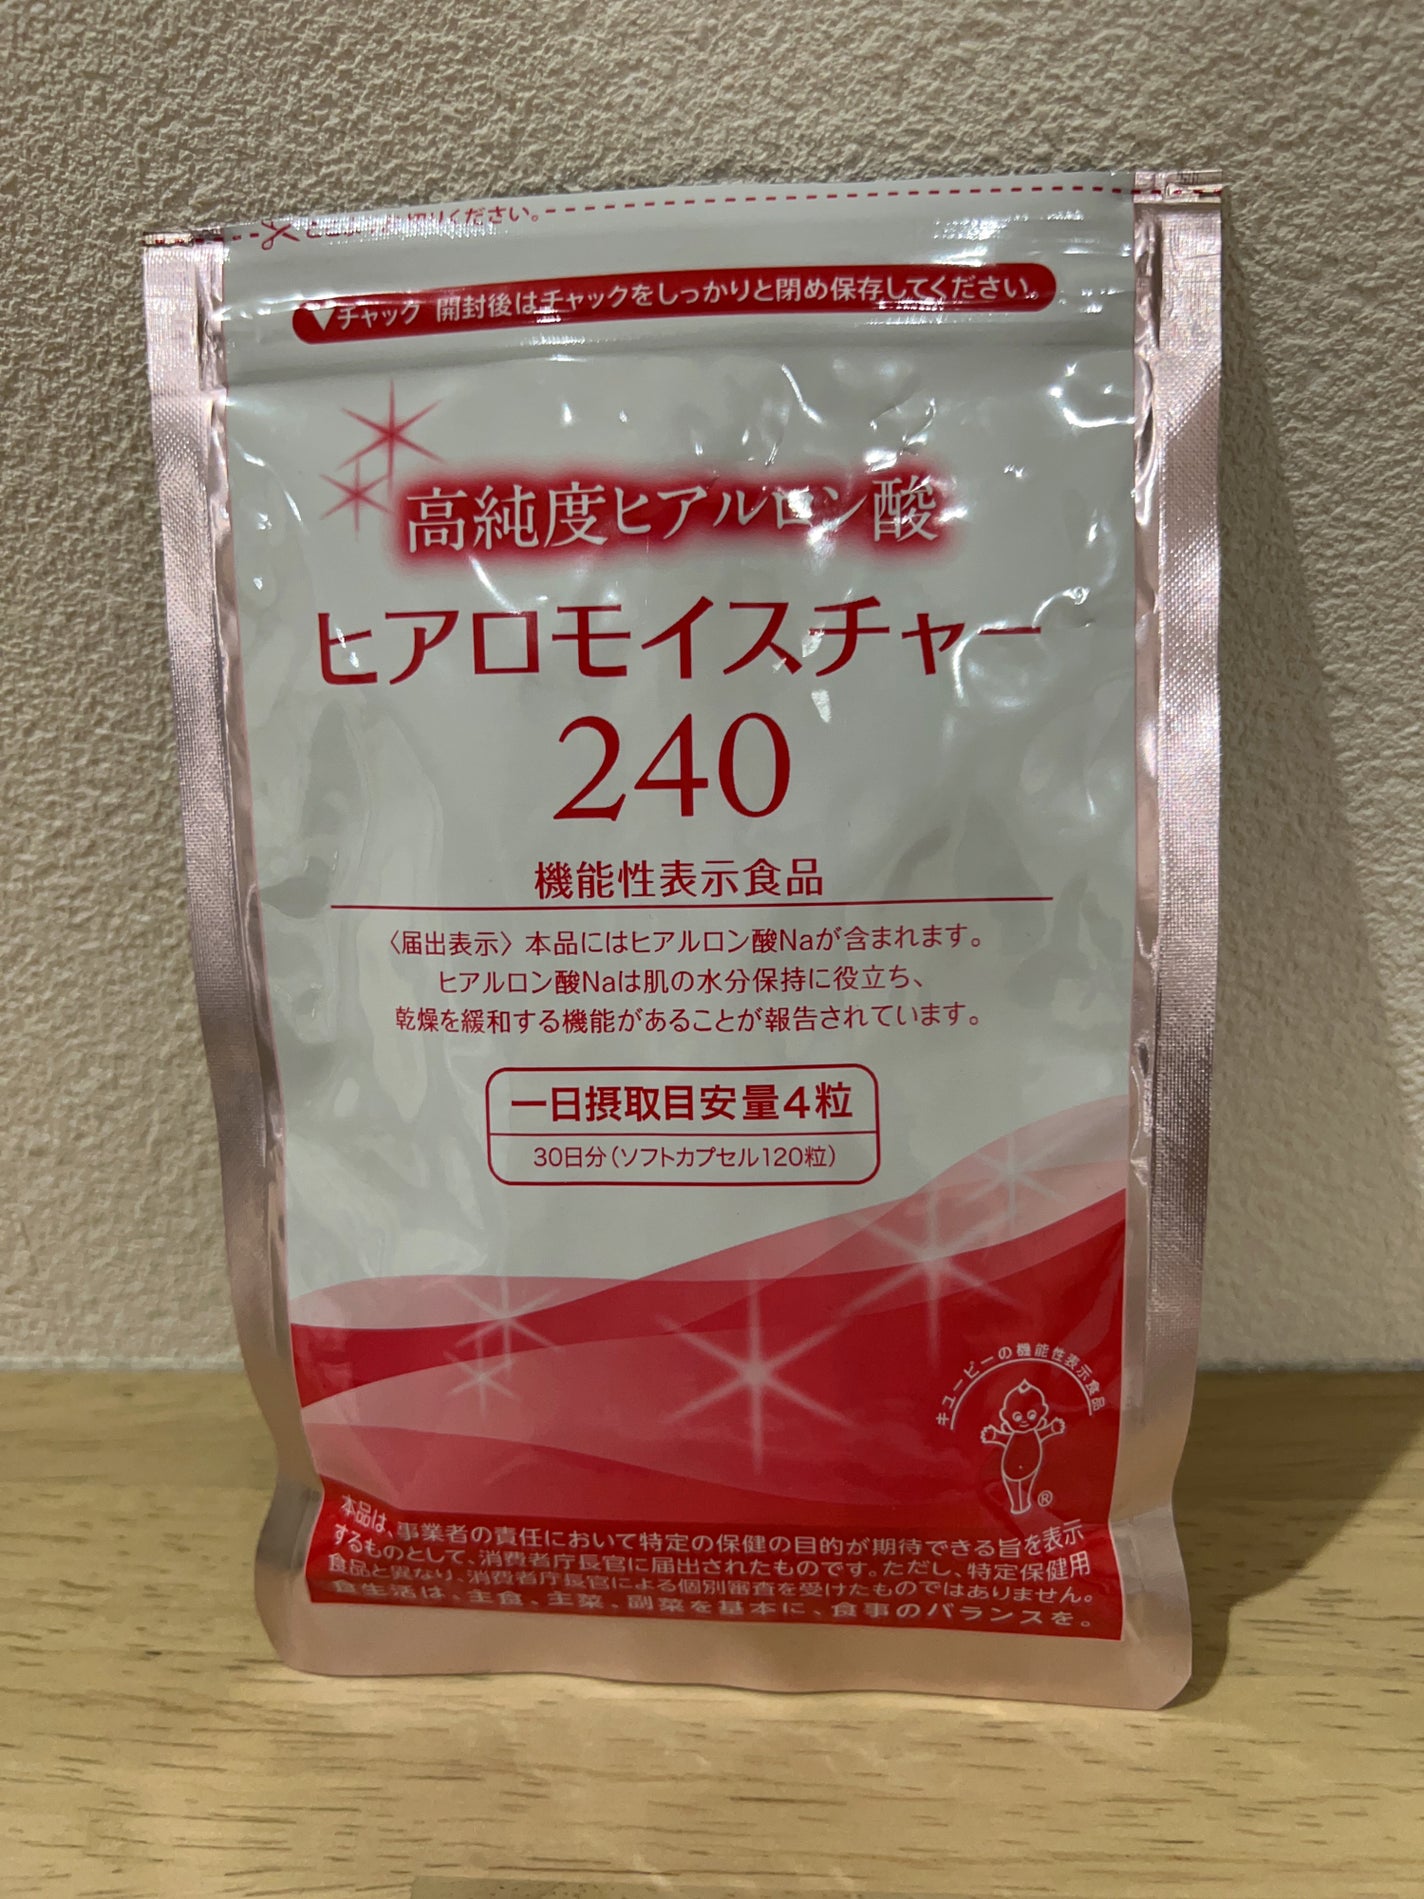 ください。
▼チャック 開封後はチャックをしっかりと閉め保存してください。
高純度ヒアルロン酸
ヒアロモイスチャー
240
機能性表示食品
〈届出表示〉本品にはヒアルロン酸Naが含まれます。
ヒアルロン酸Naは肌の水分保持に役立ち、
乾燥を緩和する機能があることが報告されています。
一日摂取目安量4粒
30日分(ソフトカプセル120粒)
キユーピーの機能性表示食品
®
本品は、事業者の責任において特定の保健の目的が期待できる旨を表示
するものとして、消費者庁長官に届出されたものです。ただし、特定保健用
食品と異なり、消費者庁長官による個別審査を受けたものではありません。
食生活は、主食、主菜、副菜を基本に、食事のバランスを。